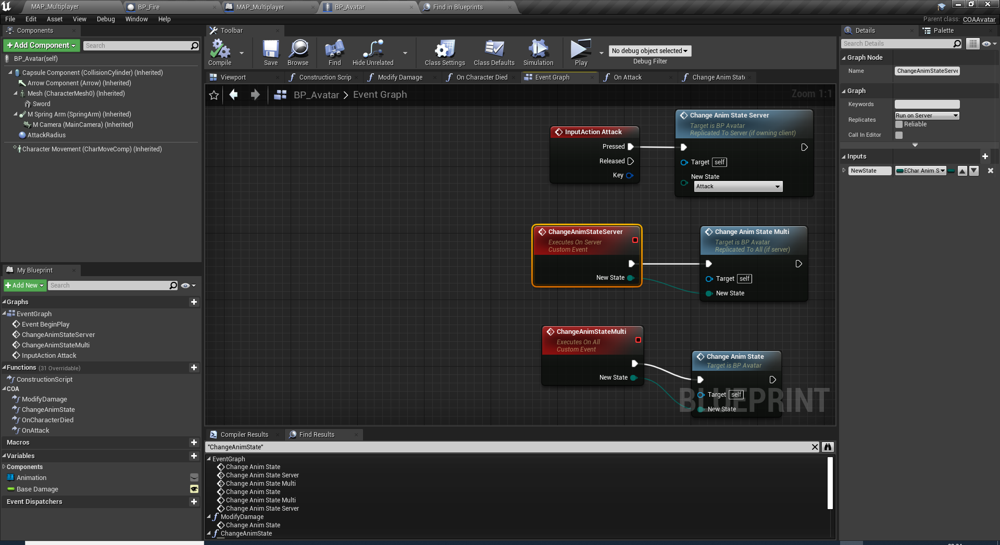 MAP_Multiplayer
BP_Fire
MAP_Multiplayer
BP_Avatar
Find in Blueprints
File
Edit
Asset
View
Debug
Window
Help
Parent class: COAAvatar
Components
Add Component
Search
BP_Avatar(self)
Capsule Component (CollisionCylinder) (Inherited)
Arrow Component (Arrow) (Inherited)
Mesh (CharacterMesh0) (Inherited)
Sword
M Spring Arm (SpringArm) (Inherited)
M Camera (MainCamera) (Inherited)
AttackRadius
Character Movement (CharMoveComp) (Inherited)
My Blueprint
Add New
Search
Graphs
EventGraph
Event BeginPlay
ChangeAnimStateServer
ChangeAnimStateMulti
InputAction Attack
Functions (31 Overridable)
ConstructionScript
COA
ModifyDamage
ChangeAnimState
OnCharacterDied
OnAttack
Macros
Variables
Components
Animation
Base Damage
Event Dispatchers
Toolbar
Compile
Save
Browse
Find
Hide Unrelated
Class Settings
Class Defaults
Simulation
Play
No debug object selected
Debug Filter
Viewport
Construction Scrip
Modify Damage
On Character Died
Event Graph
On Attack
Change Anim Stat
BP_Avatar > Event Graph
Zoom 1:1
InputAction Attack
Pressed
Released
Key
Change Anim State Server
Target is BP Avatar
Replicated To Server (if owning client)
Target self
New State
Attack
ChangeAnimStateServer
Executes On Server
Custom Event
New State
Change Anim State Multi
Target is BP Avatar
Replicated To All (if server)
Target self
New State
ChangeAnimStateMulti
Executes On All
Custom Event
New State
Change Anim State
Target is BP Avatar
Target self
New State
BLUEPRINT
Compiler Results
Find Results
"ChangeAnimState"
EventGraph
Change Anim State
Change Anim State Server
Change Anim State Multi
Change Anim State
Change Anim State Multi
Change Anim State Server
ModifyDamage
Change Anim State
ChangeAnimState
Details
Palette
Search Details
Graph Node
Name
ChangeAnimStateServe
Graph
Keywords
Replicates
Run on Server
Reliable
Call In Editor
Inputs
NewState
EChar Anim S